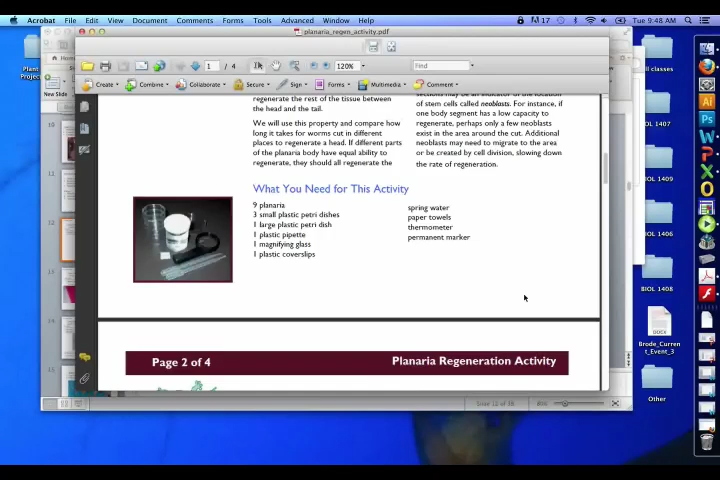 Acrobat File Edit View Document Comments Forms Tools Advanced Window Help
17
Tue 9:48 AM
planaria_regen_activity.pdf
1 / 4
120%
Find
Create
Combine
Collaborate
Secure
Sign
Forms
Multimedia
Comment
regenerate the rest of the tissue between
the head and the tail.
We will use this property and compare how
long it takes for worms cut in different
places to regenerate a head. If different parts
of the planaria body have equal ability to
regenerate, they should all regenerate the
sections may be an indicator of the location
of stem cells called neoblasts. For instance, if
one body segment has a low capacity to
regenerate, perhaps only a few neoblasts
exist in the area around the cut. Additional
neoblasts may need to migrate to the area
or be created by cell division, slowing down
the rate of regeneration.
What You Need for This Activity
9 planaria
3 small plastic petri dishes
1 large plastic petri dish
1 plastic pipette
1 magnifying glass
1 plastic coverslips
spring water
paper towels
thermometer
permanent marker
Page 2 of 4
Planaria Regeneration Activity
New Slide
BIOL 1407
BIOL 1409
BIOL 1408
DOCX
Brode_Curren
t_Event_3
Other